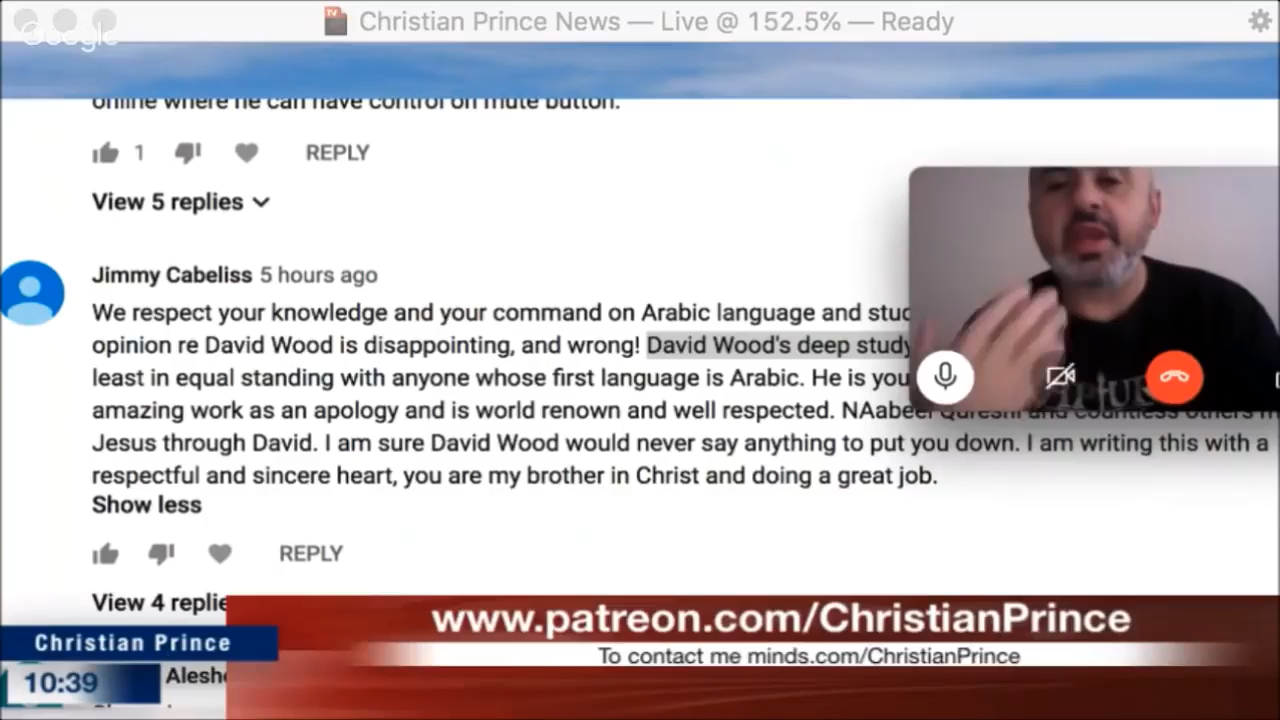 Google
Christian Prince News — Live @ 152.5% — Ready
online where he can have control on mute button.
1
REPLY
View 5 replies
Jimmy Cabeliss 5 hours ago
We respect your knowledge and your command on Arabic language and
opinion re David Wood is disappointing, and wrong! David Wood's deep study
least in equal standing with anyone whose first language is Arabic. He is you
amazing work as an apology and is world renown and well respected. NAabeel Qureshi and countless others
Jesus through David. I am sure David Wood would never say anything to put you down. I am writing this with a
respectful and sincere heart, you are my brother in Christ and doing a great job.
Show less
REPLY
View 4 replie
www.patreon.com/ChristianPrince
Christian Prince
To contact me minds.com/ChristianPrince
10:39
Alesh